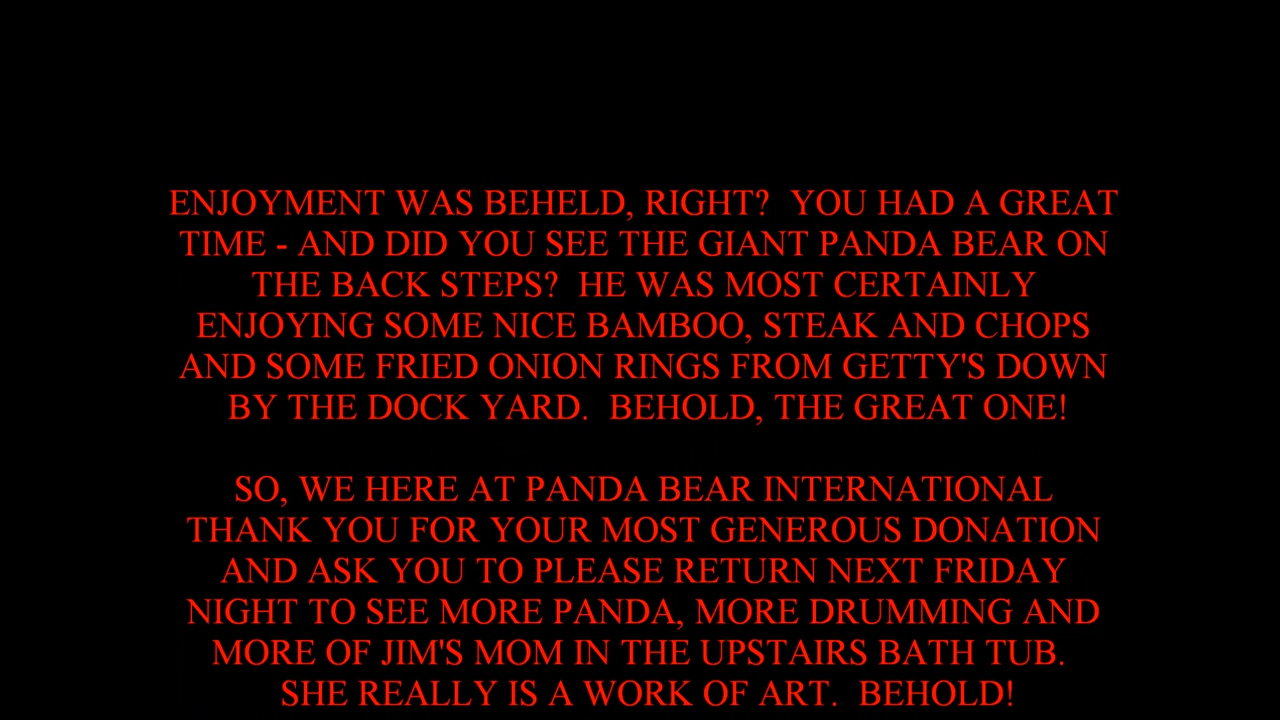 ENJOYMENT WAS BEHELD, RIGHT?  YOU HAD A GREAT
TIME - AND DID YOU SEE THE GIANT PANDA BEAR ON
THE BACK STEPS?  HE WAS MOST CERTAINLY
ENJOYING SOME NICE BAMBOO, STEAK AND CHOPS
AND SOME FRIED ONION RINGS FROM GETTY'S DOWN
BY THE DOCK YARD.  BEHOLD, THE GREAT ONE!

SO, WE HERE AT PANDA BEAR INTERNATIONAL
THANK YOU FOR YOUR MOST GENEROUS DONATION
AND ASK YOU TO PLEASE RETURN NEXT FRIDAY
NIGHT TO SEE MORE PANDA, MORE DRUMMING AND
MORE OF JIM'S MOM IN THE UPSTAIRS BATH TUB.
SHE REALLY IS A WORK OF ART.  BEHOLD!